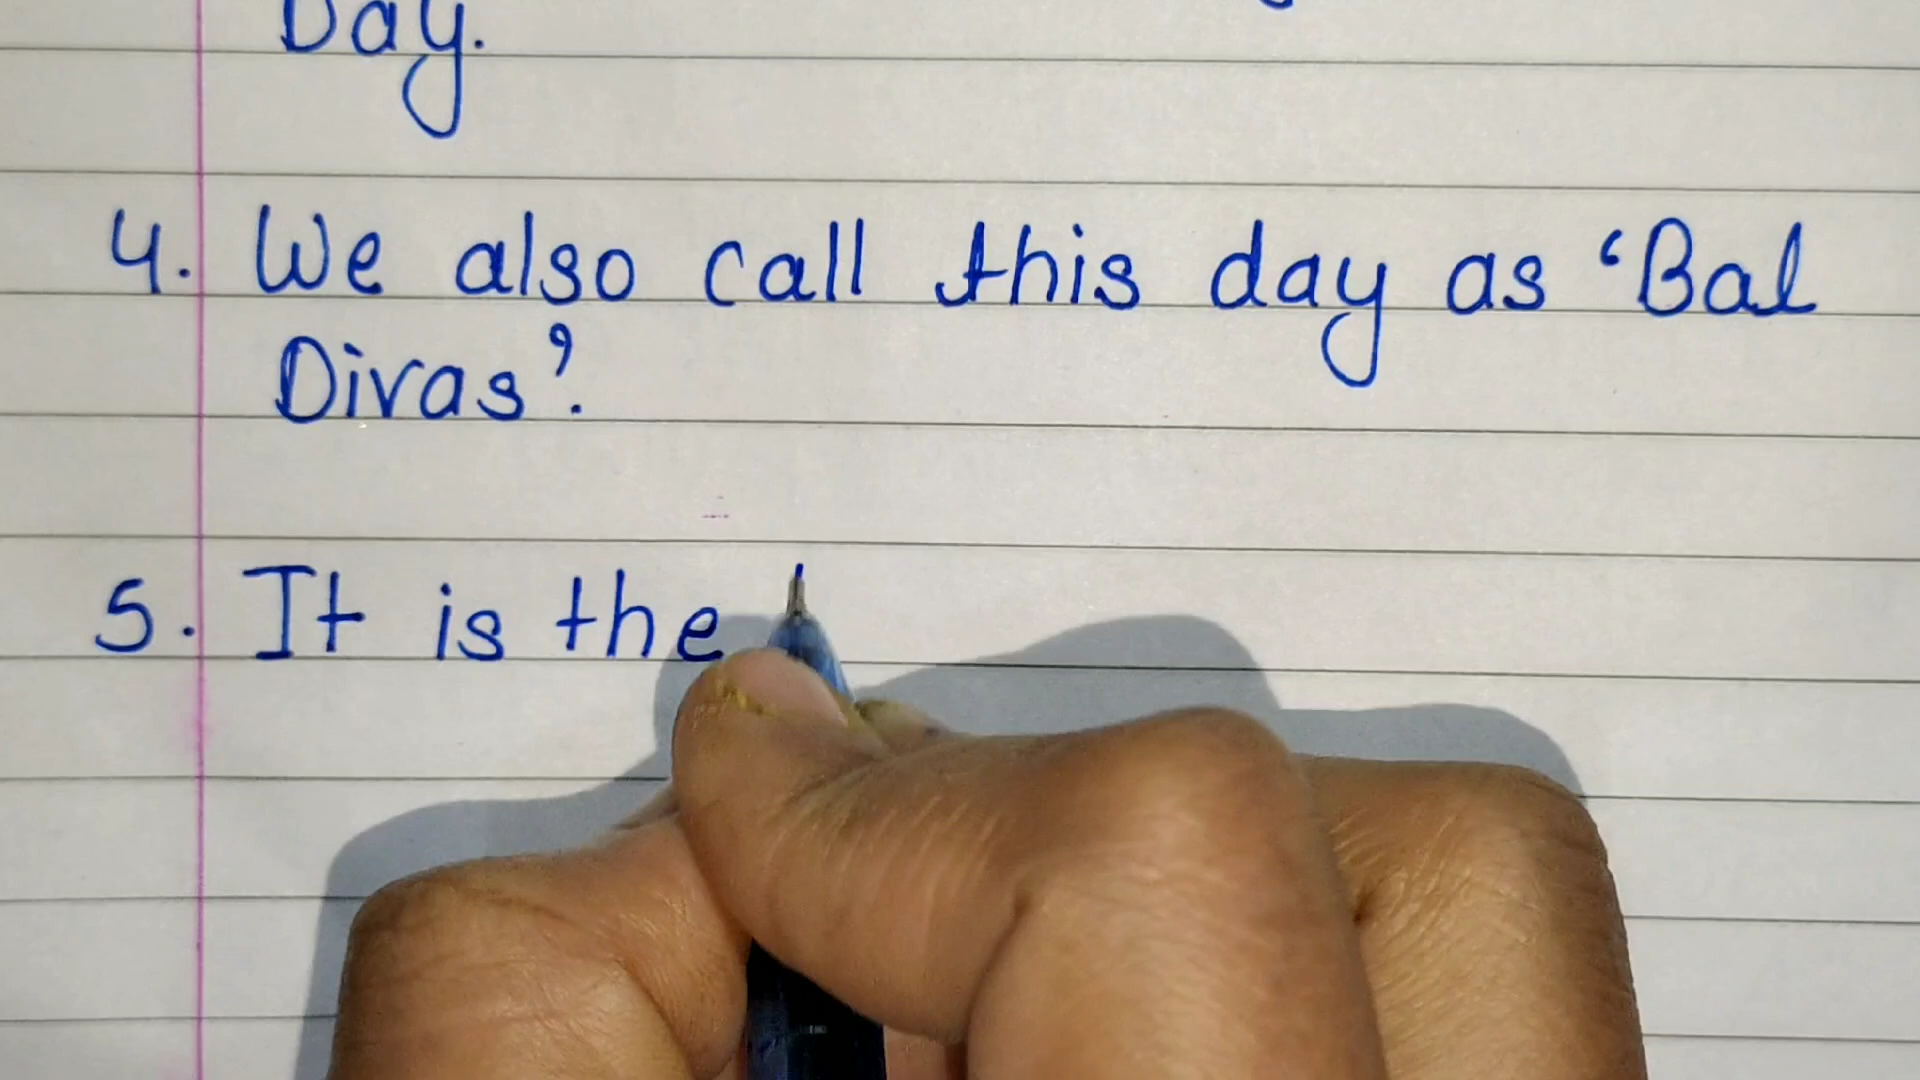 Day.
4. We also call this day as ‘Bal
Divas’.
5. It is the